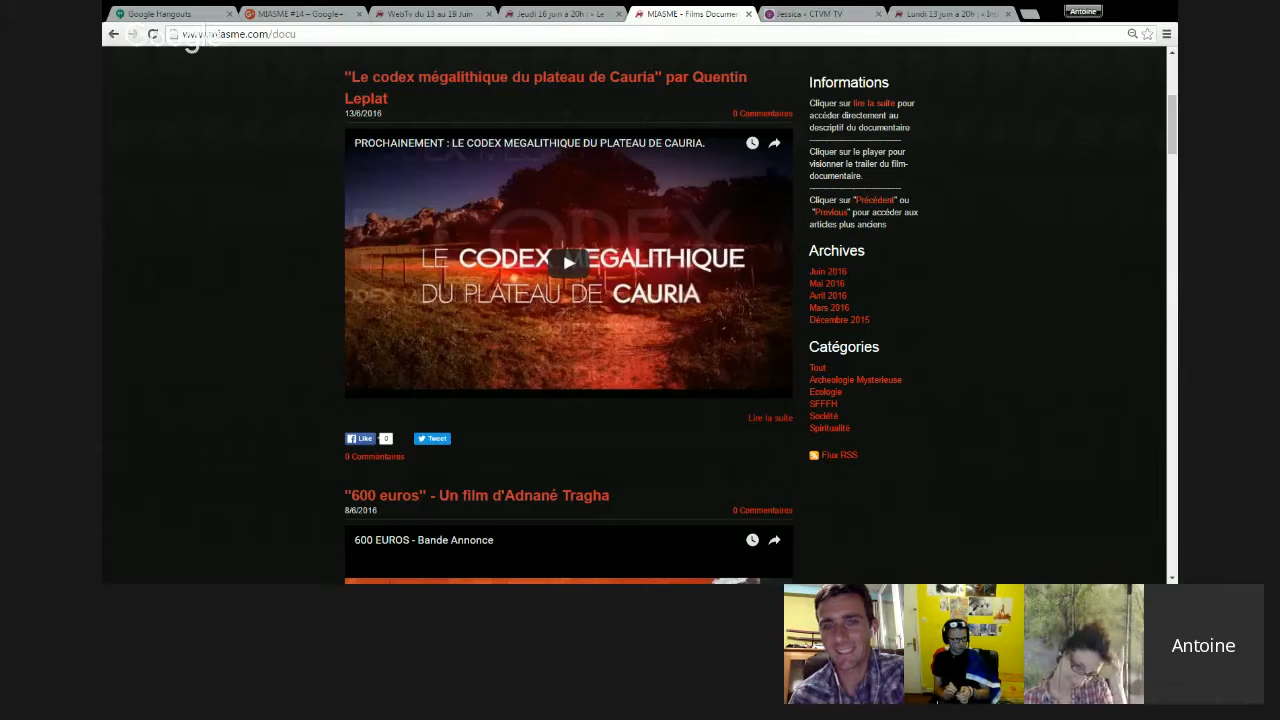 Google Hangouts
MIASME #14 – Google+
WebTv du 13 au 19 Juin
Jeudi 16 juin à 20h : « Le
MIASME - Films Documen
Jessica « CTVM TV
Lundi 13 juin à 20h : « Int
Antoine
Google
www.miasme.com/docu
"Le codex mégalithique du plateau de Cauria" par Quentin
Leplat
13/6/2016
0 Commentaires
PROCHAINEMENT : LE CODEX MEGALITHIQUE DU PLATEAU DE CAURIA.
LE CODEX MEGALITHIQUE
DU PLATEAU DE CAURIA
Lire la suite
Like
0
Tweet
0 Commentaires
"600 euros" - Un film d'Adnané Tragha
8/6/2016
0 Commentaires
600 EUROS - Bande Annonce
Informations
Cliquer sur lire la suite pour
accéder directement au
descriptif du documentaire
Cliquer sur le player pour
visionner le trailer du film-
documentaire.
Cliquer sur "Précédent" ou
"Previous" pour accéder aux
articles plus anciens
Archives
Juin 2016
Mai 2016
Avril 2016
Mars 2016
Décembre 2015
Catégories
Tout
Archeologie Mysterieuse
Ecologie
SFFFH
Société
Spiritualité
Flux RSS
Antoine